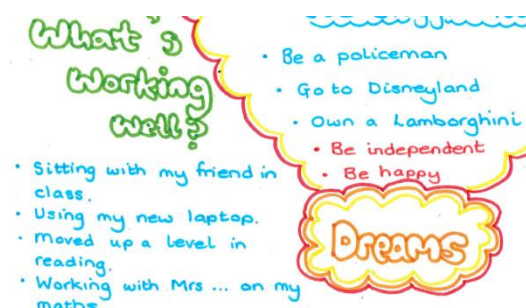 What's
Working
Well?
• Sitting with my friend in
class.
• Using my new laptop.
• Moved up a level in
reading.
• Working with Mrs ... on my
maths
• Be a policeman
• Go to Disneyland
• Own a Lamborghini
• Be independent
• Be happy
Dreams